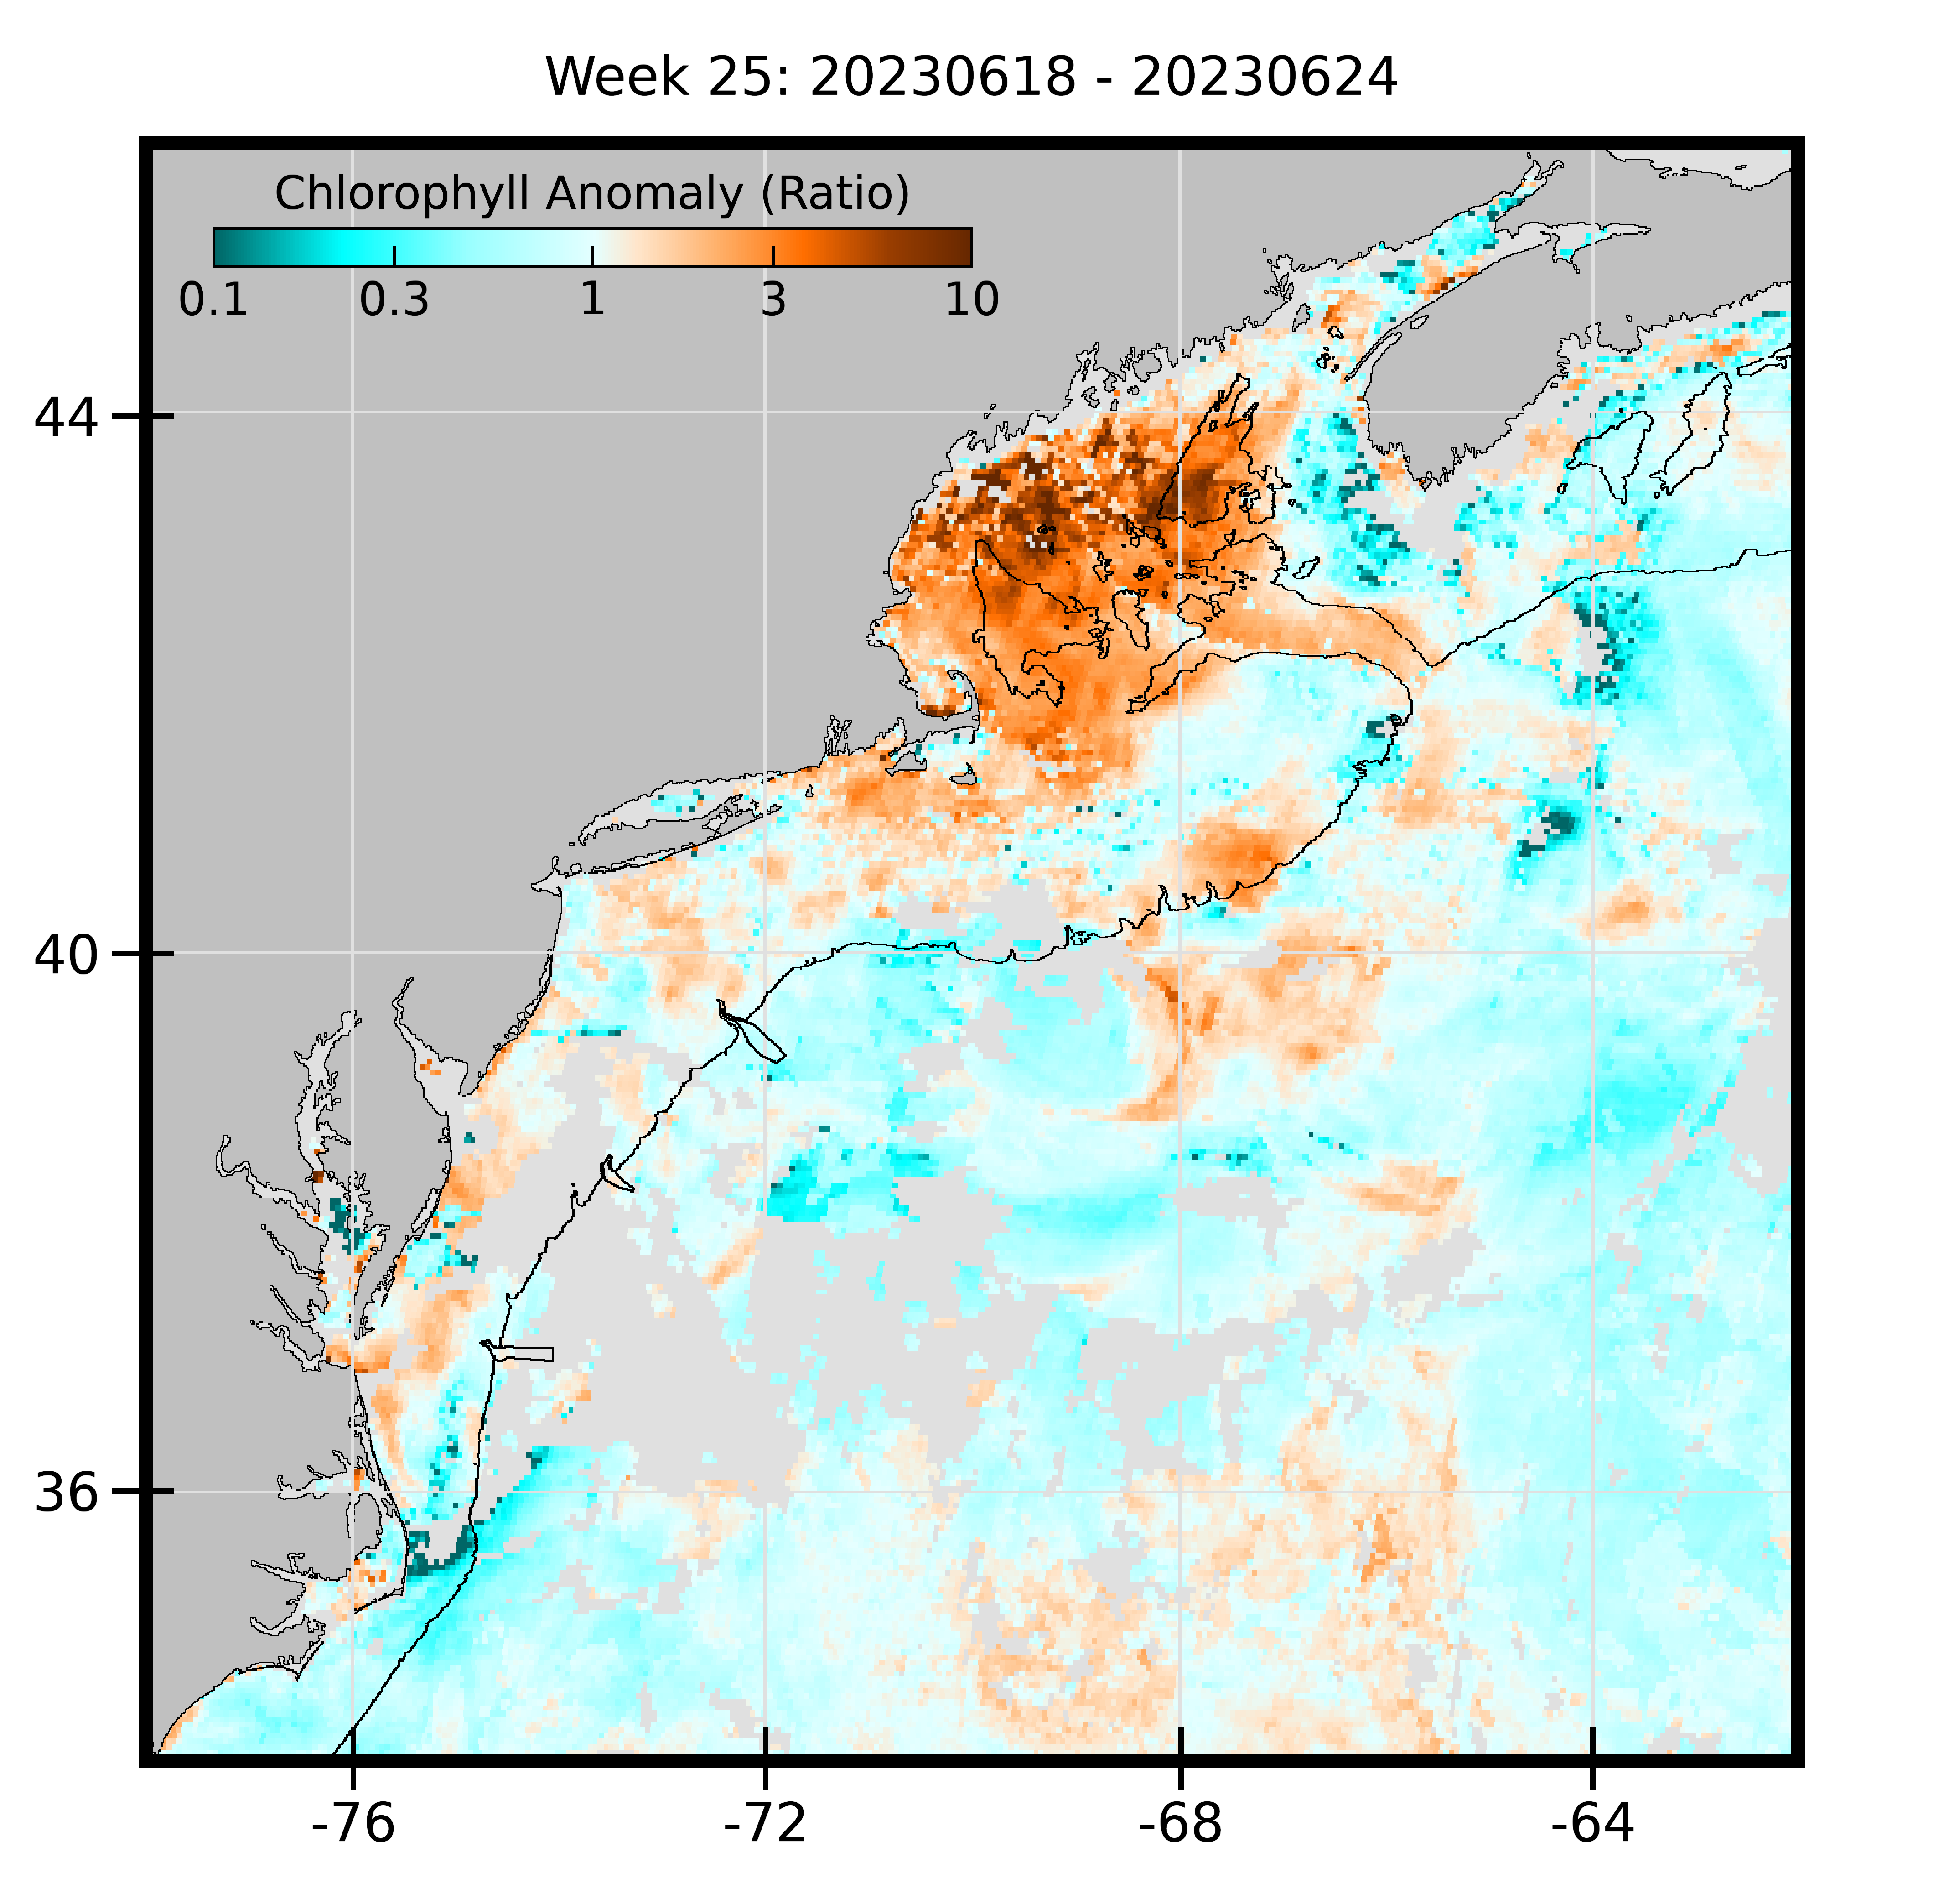 Week 25: 20230618 - 20230624
Chlorophyll Anomaly (Ratio)
0.1 0.3 1 3 10
44
40
36
-76 -72 -68 -64